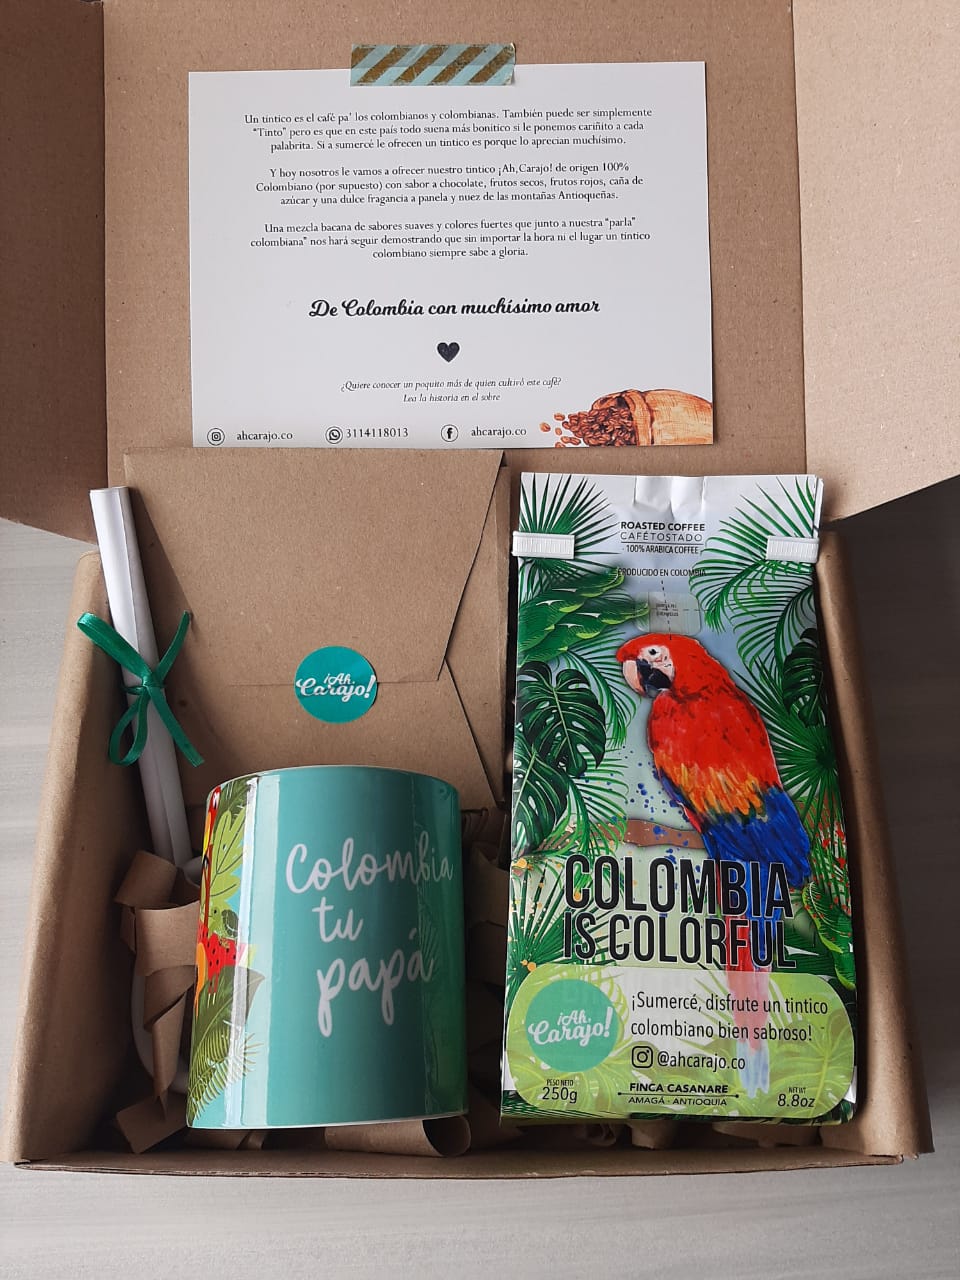 Un tintico es el café pa' los colombianos y colombianas. También puede ser simplemente
"Tinto" pero es que en este país todo suena más bonitico si le ponemos cariñito a cada
palabrita. Si a sumercé le ofrecen un tintico es porque lo aprecian muchísimo.
Y hoy nosotros le vamos a ofrecer nuestro tintico ¡Ah,Carajo! de origen 100%
Colombiano (por supuesto) con sabor a chocolate, frutos secos, frutos rojos, caña de
azúcar y una dulce fragancia a panela y nuez de las montañas Antioqueñas.
Una mezcla bacana de sabores suaves y colores fuertes que junto a nuestra "parla"
colombiana" nos hará seguir demostrando que sin importar la hora ni el lugar un tintico
colombiano siempre sabe a gloria.
De Colombia con muchísimo amor
¿Quiere conocer un poquito más de quien cultivó este café?
Lea la historia en el sobre
ahcarajo.co 3114118013 ahcarajo.co
¡Ah,
Carajo!
Colombia
tu
papá
ROASTED COFFEE
CAFÉ TOSTADO
100% ARABICA COFFEE
PRODUCIDO EN COLOMBIA
COLOMBIA
IS COLORFUL
¡Ah,
Carajo!
¡Sumercé, disfrute un tintico
colombiano bien sabroso!
@ahcarajo.co
PESO NETO
250g
FINCA CASANARE
AMAGÁ · ANTIOQUIA
NET WT
8.8oz